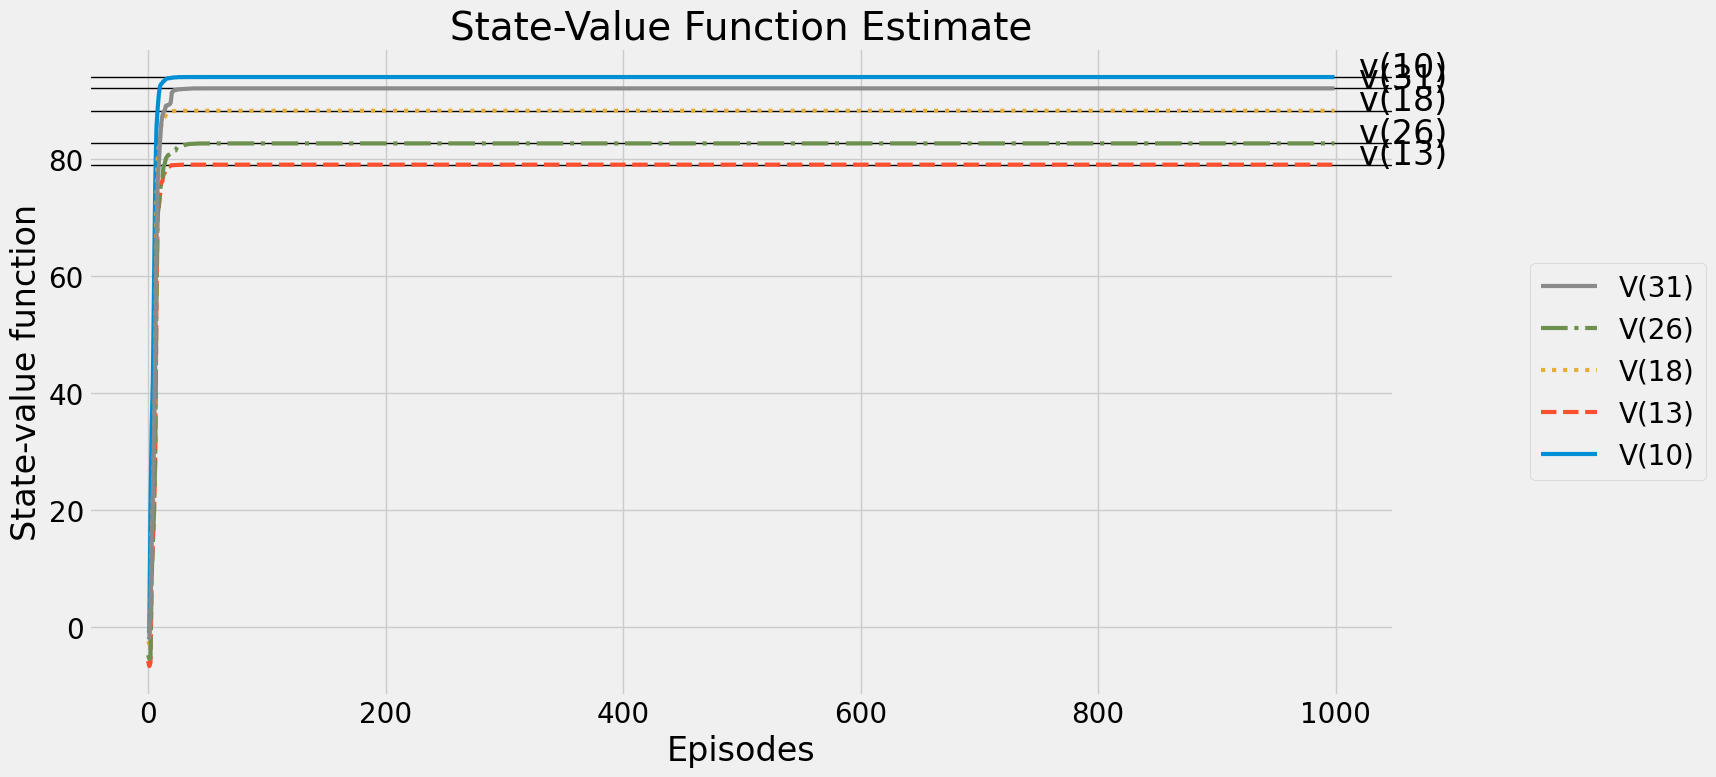 State-Value Function Estimate
State-value function
80
60
40
20
0
v(10)
v(31)
v(18)
v(26)
v(13)
V(31)
V(26)
V(18)
V(13)
V(10)
0 200 400 600 800 1000
Episodes